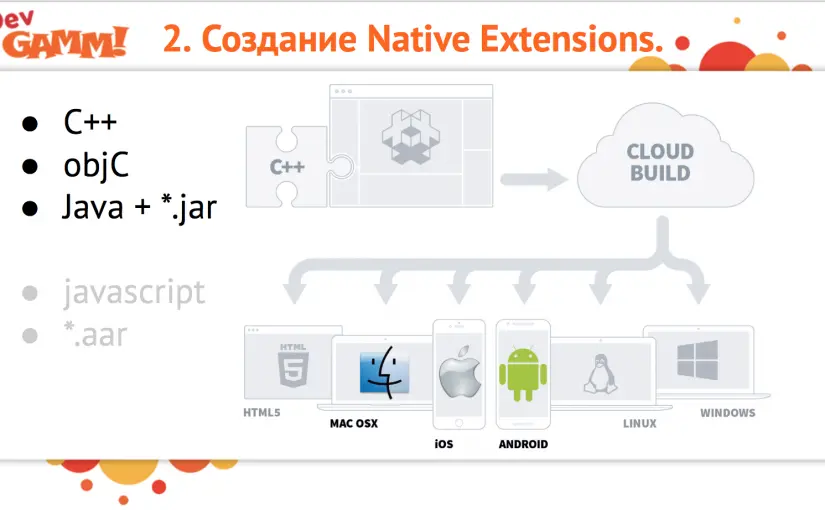 Dev
GAMM!
2. Создание Native Extensions.
● C++
● objC
● Java + *.jar
● javascript
● *.aar
C++
CLOUD
BUILD
HTML
5
HTML5
MAC OSX
iOS
ANDROID
LINUX
WINDOWS